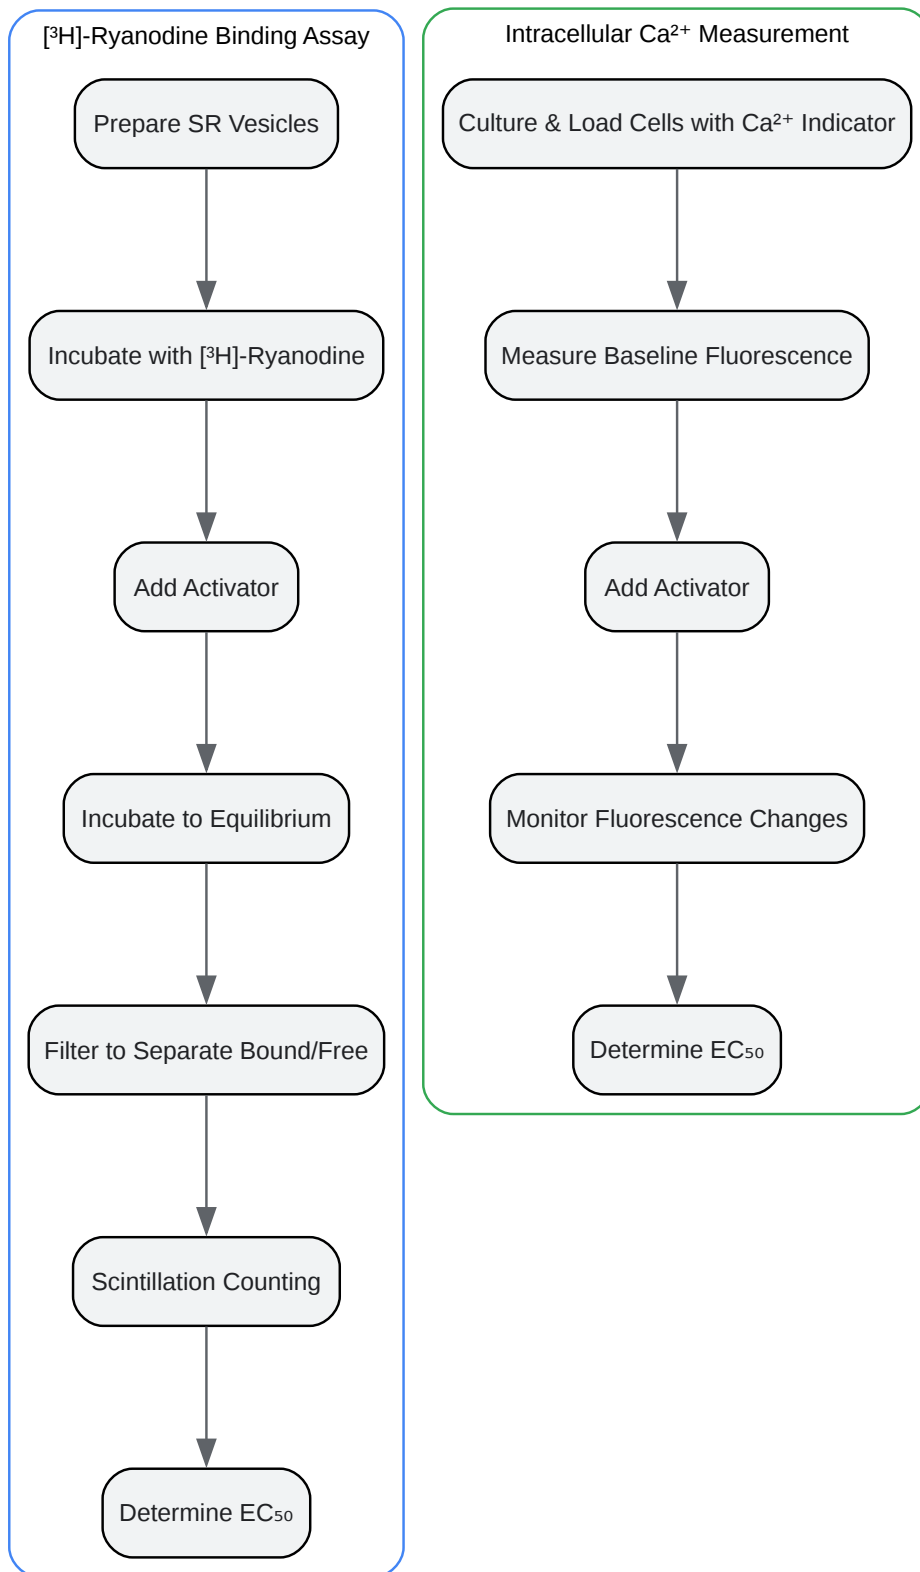 [³H]-Ryanodine Binding Assay
Prepare SR Vesicles
Incubate with [³H]-Ryanodine
Add Activator
Incubate to Equilibrium
Filter to Separate Bound/Free
Scintillation Counting
Determine EC₅₀
Intracellular Ca²⁺ Measurement
Culture & Load Cells with Ca²⁺ Indicator
Measure Baseline Fluorescence
Add Activator
Monitor Fluorescence Changes
Determine EC₅₀